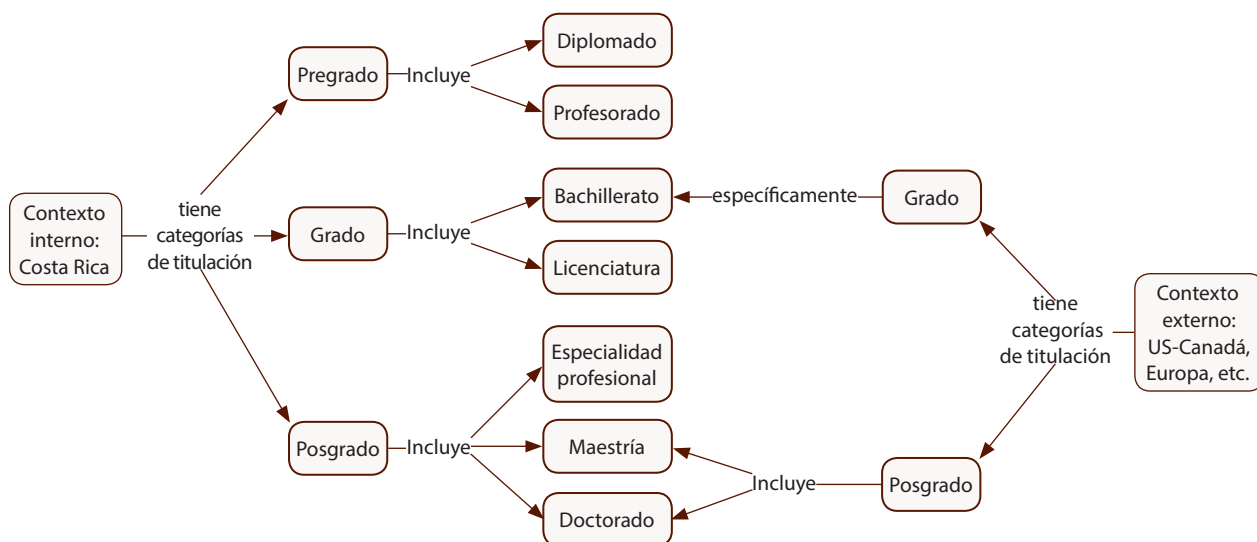 Diplomado
Pregrado
Incluye
Profesorado
Bachillerato
específicamente
Grado
Contexto
interno:
Costa Rica
tiene
categorías
de titulación
Grado
Incluye
Licenciatura
tiene
categorías
de titulación
Contexto
externo:
US-Canadá,
Europa, etc.
Especialidad
profesional
Posgrado
Incluye
Maestría
Incluye
Posgrado
Doctorado